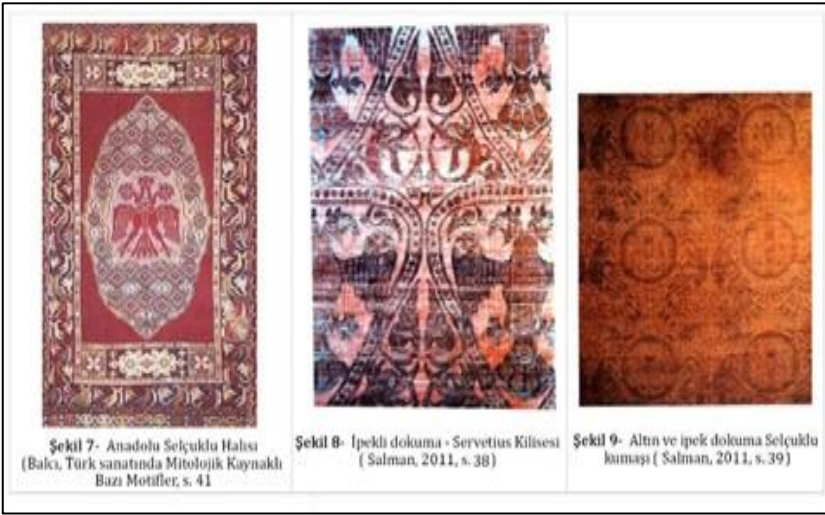 Şekil 7- Anadolu Selçuklu Halısı
(Balcı, Türk sanatında Mitolojik Kaynaklı
Bazı Motifler, s. 41
Şekil 8- İpekli dokuma - Servetius Kilisesi
( Salman, 2011, s. 38)
Şekil 9- Altın ve ipek dokuma Selçuklu
kumaşı ( Salman, 2011, s. 39)